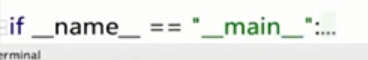 if __name__ == "__main__":...
erminal